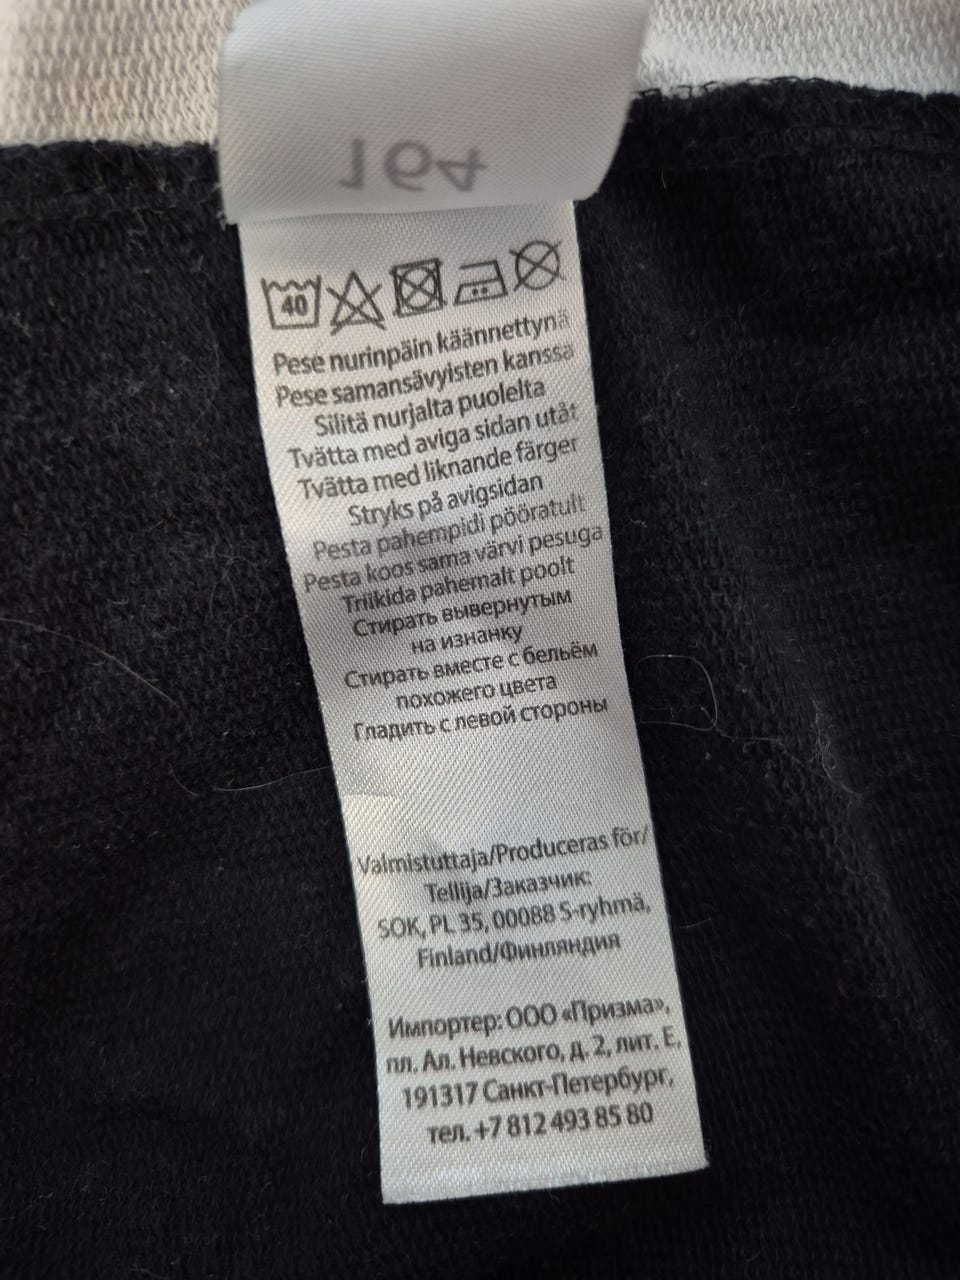 164
40
Pese nurinpäin käännettynä
Pese samansävyisten kanssa
Silitä nurjalta puolelta
Tvätta med aviga sidan utåt
Tvätta med liknande färger
Stryks på avigsidan
Pesta pahempidi pööratult
Pesta koos sama värvi pesuga
Triikida pahemalt poolt
Стирать вывернутым
на изнанку
Стирать вместе с бельём
похожего цвета
Гладить с левой стороны
Valmistuttaja/Produceras för/
Tellija/Заказчик:
SOK, PL 35, 00088 S-ryhmä,
Finland/Финляндия
Импортер: ООО «Призма»,
пл. Ал. Невского, д. 2, лит. Е,
191317 Санкт-Петербург,
тел. +7 812 493 85 80